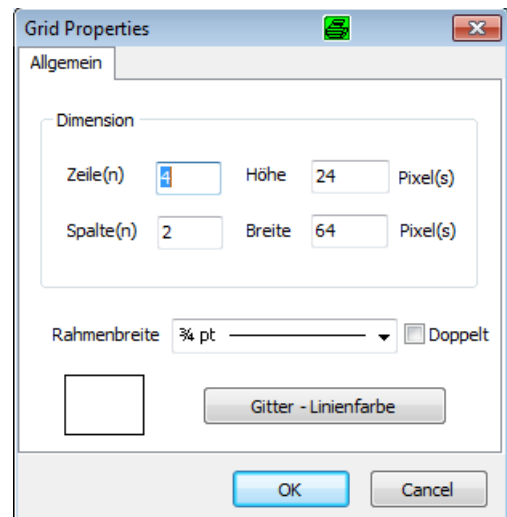 Grid Properties
Allgemein
Dimension
Zeile(n) 4 Höhe 24 Pixel(s)
Spalte(n) 2 Breite 64 Pixel(s)
Rahmenbreite ¾ pt Doppelt
Gitter - Linienfarbe
OK Cancel